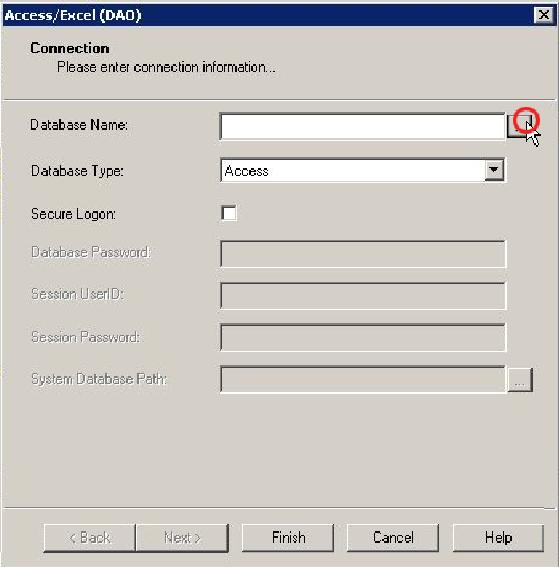 Access/Excel (DAO)
Connection
Please enter connection information...
Database Name:
Database Type: Access
Secure Logon:
Database Password:
Session UserID:
Session Password:
System Database Path: ...
< Back Next > Finish Cancel Help